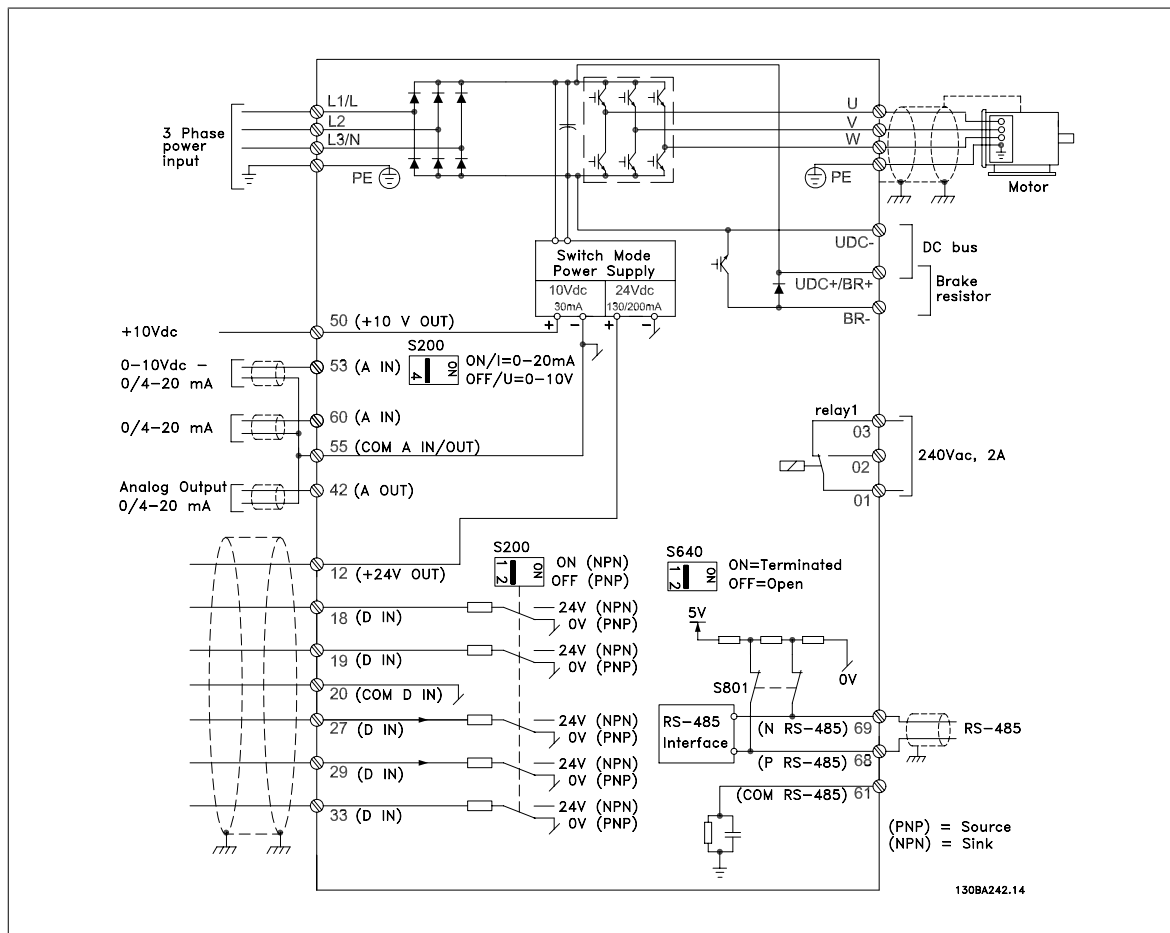 3 Phase
power
input
L1/L
L2
L3/N
PE
U
V
W
PE
Motor
UDC-
DC bus
UDC+/BR+
Brake
resistor
BR-
Switch Mode
Power Supply
10Vdc
30mA
24Vdc
130/200mA
+ - + -
+10Vdc
50 (+10 V OUT)
S200
4
ON
ON/I=0-20mA
OFF/U=0-10V
0-10Vdc -
0/4-20 mA
53 (A IN)
0/4-20 mA
60 (A IN)
55 (COM A IN/OUT)
Analog Output
0/4-20 mA
42 (A OUT)
relay1
03
02
01
240Vac, 2A
12 (+24V OUT)
S200
1 2
ON
ON (NPN)
OFF (PNP)
18 (D IN)
24V (NPN)
0V (PNP)
19 (D IN)
24V (NPN)
0V (PNP)
20 (COM D IN)
27 (D IN)
24V (NPN)
0V (PNP)
29 (D IN)
24V (NPN)
0V (PNP)
33 (D IN)
24V (NPN)
0V (PNP)
S640
1 2
ON
ON=Terminated
OFF=Open
5V
0V
S801
RS-485
Interface
(N RS-485) 69
(P RS-485) 68
RS-485
(COM RS-485) 61
(PNP) = Source
(NPN) = Sink
130BA242.14